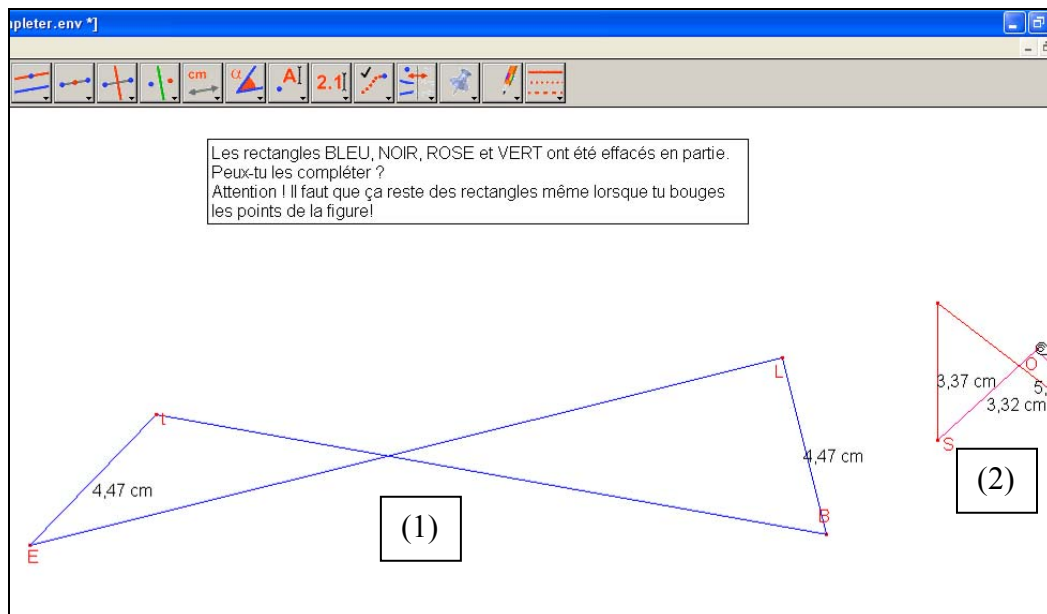 mpleter.env *]
cm
α
A
2.1
Les rectangles BLEU, NOIR, ROSE et VERT ont été effacés en partie.
Peux-tu les compléter ?
Attention ! Il faut que ça reste des rectangles même lorsque tu bouges
les points de la figure!
L
O
t
3,37 cm
5,
3,32 cm
S
4,47 cm
4,47 cm
(2)
B
(1)
E